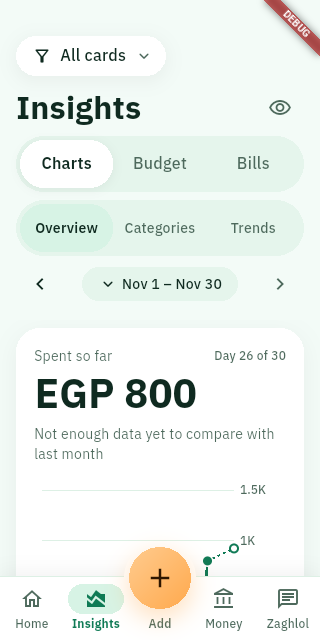 DEBUG
All cards
Insights
Charts Budget Bills
Overview Categories Trends
Nov 1 – Nov 30
Spent so far Day 26 of 30
EGP 800
Not enough data yet to compare with
last month
1.5K
1K
Home Insights Add Money Zaghlol